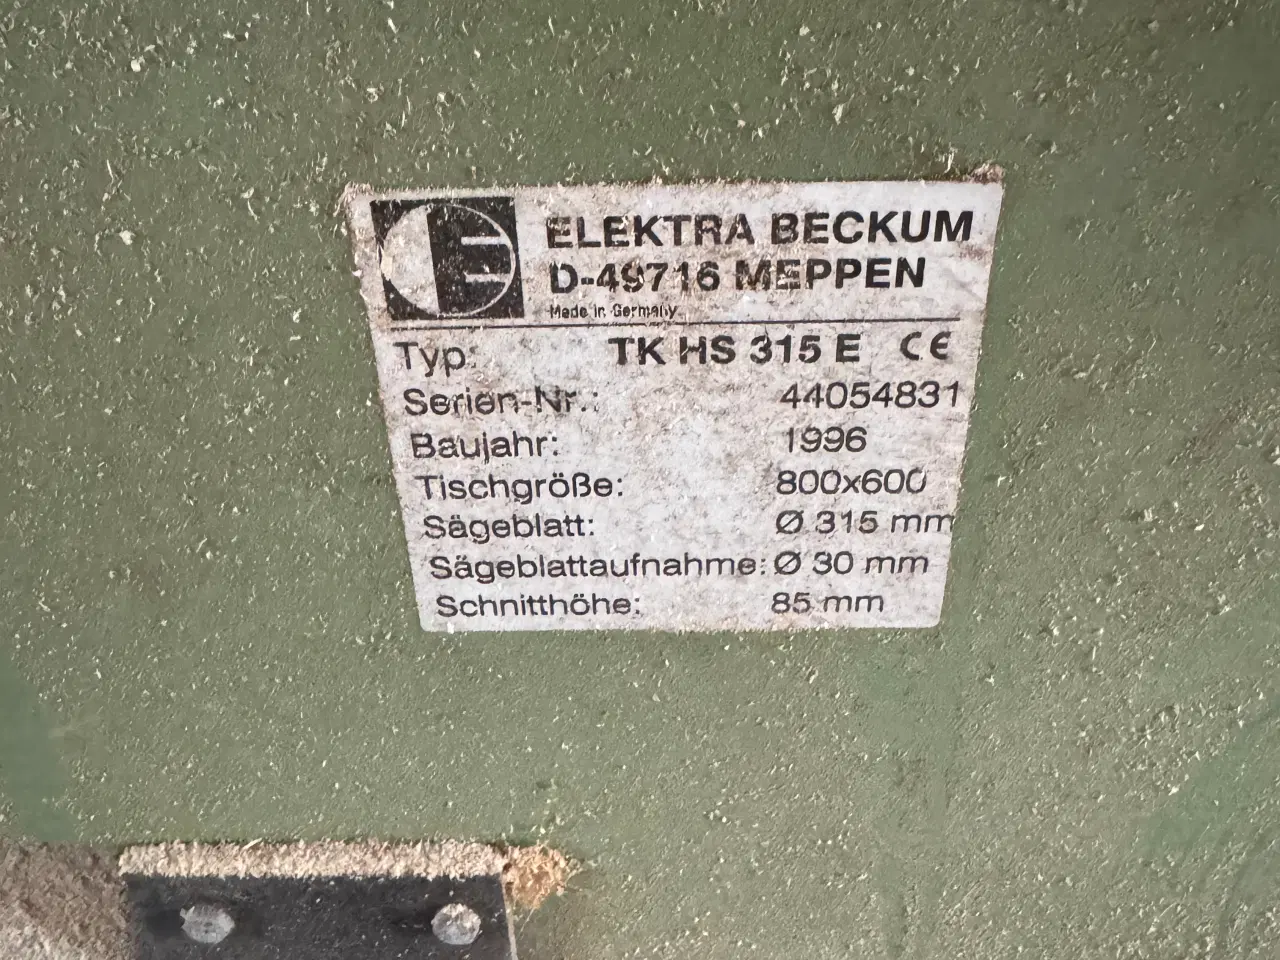 ELEKTRA BECKUM
D-49716 MEPPEN
Made in Germany
Typ: TK HS 315 E CE
Serien-Nr.: 44054831
Baujahr: 1996
Tischgröße: 800x600
Sägeblatt: Ø 315 mm
Sägeblattaufnahme: Ø 30 mm
Schnitthöhe: 85 mm